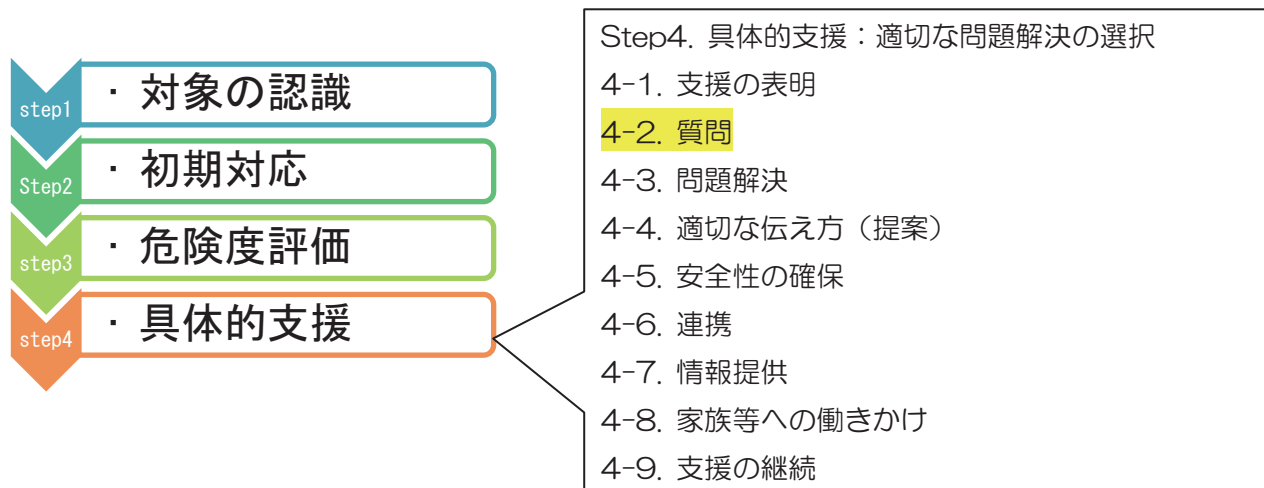 step1
・対象の認識
Step2
・初期対応
step3
・危険度評価
step4
・具体的支援
Step4. 具体的支援：適切な問題解決の選択
4-1. 支援の表明
4-2. 質問
4-3. 問題解決
4-4. 適切な伝え方（提案）
4-5. 安全性の確保
4-6. 連携
4-7. 情報提供
4-8. 家族等への働きかけ
4-9. 支援の継続